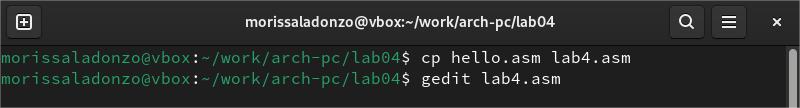 morissaladonzo@vbox:~/work/arch-pc/lab04
morissaladonzo@vbox:~/work/arch-pc/lab04$ cp hello.asm lab4.asm
morissaladonzo@vbox:~/work/arch-pc/lab04$ gedit lab4.asm